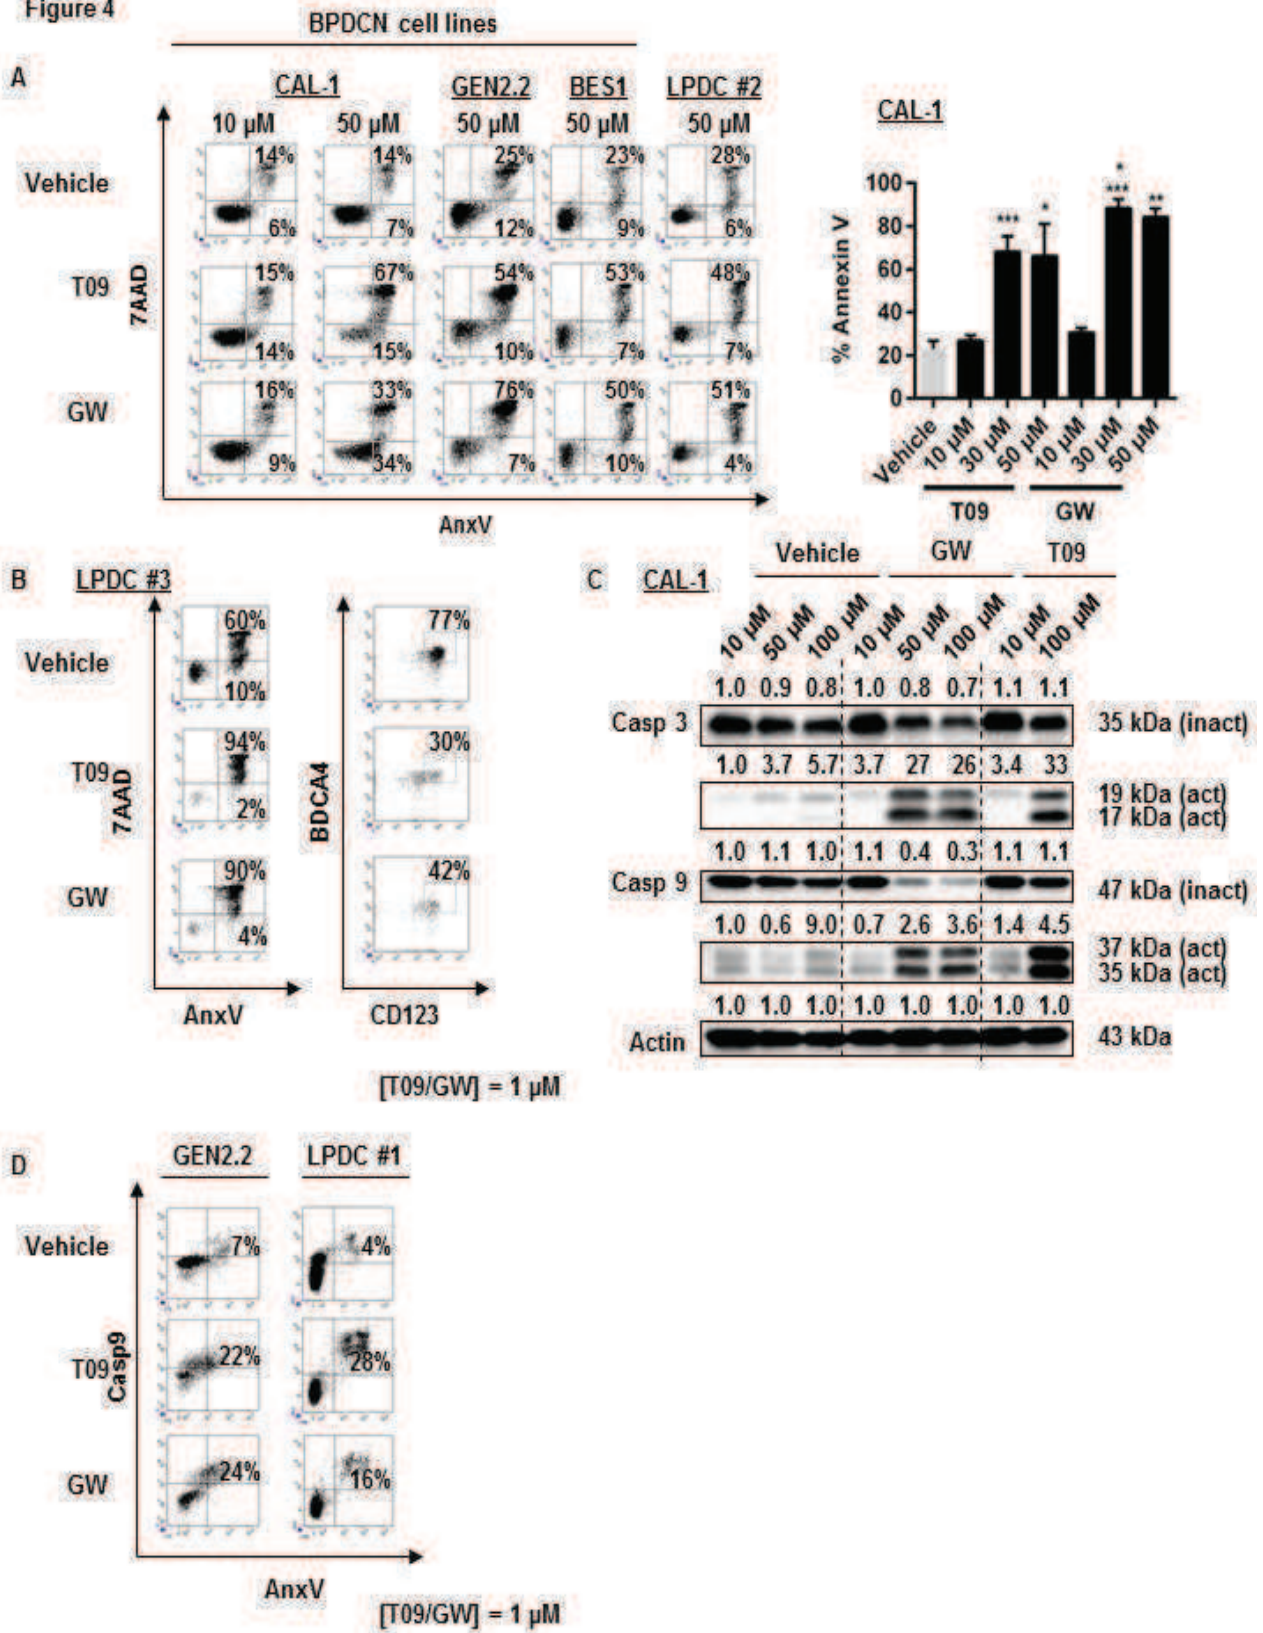 Figure 4
BPDCN cell lines
A
CAL-1 GEN2.2 BES1 LPDC #2
10 µM 50 µM 50 µM 50 µM 50 µM
Vehicle
14% 14% 25% 23% 28%
6% 7% 12% 9% 6%
T09
15% 67% 54% 53% 48%
14% 15% 10% 7% 7%
GW
16% 33% 76% 50% 51%
9% 34% 7% 10% 4%
7AAD
AnxV
CAL-1
% Annexin V
100
80
60
40
20
0
*** * * *** **
Vehicle 10 µM 30 µM 50 µM 10 µM 30 µM 50 µM
T09 GW
B
LPDC #3
Vehicle
60%
10%
77%
T09
94%
2%
30%
GW
90%
4%
42%
7AAD
BDCA4
AnxV
CD123
[T09/GW] = 1 µM
C
CAL-1
Vehicle GW T09
10 µM 50 µM 100 µM 10 µM 50 µM 100 µM 10 µM 100 µM
1.0 0.9 0.8 1.0 0.8 0.7 1.1 1.1
Casp 3 35 kDa (inact)
1.0 3.7 5.7 3.7 27 26 3.4 33
19 kDa (act)
17 kDa (act)
1.0 1.1 1.0 1.1 0.4 0.3 1.1 1.1
Casp 9 47 kDa (inact)
1.0 0.6 9.0 0.7 2.6 3.6 1.4 4.5
37 kDa (act)
35 kDa (act)
1.0 1.0 1.0 1.0 1.0 1.0 1.0 1.0
Actin 43 kDa
D
GEN2.2 LPDC #1
Vehicle
7% 4%
T09
22% 28%
GW
24% 16%
Casp9
AnxV
[T09/GW] = 1 µM